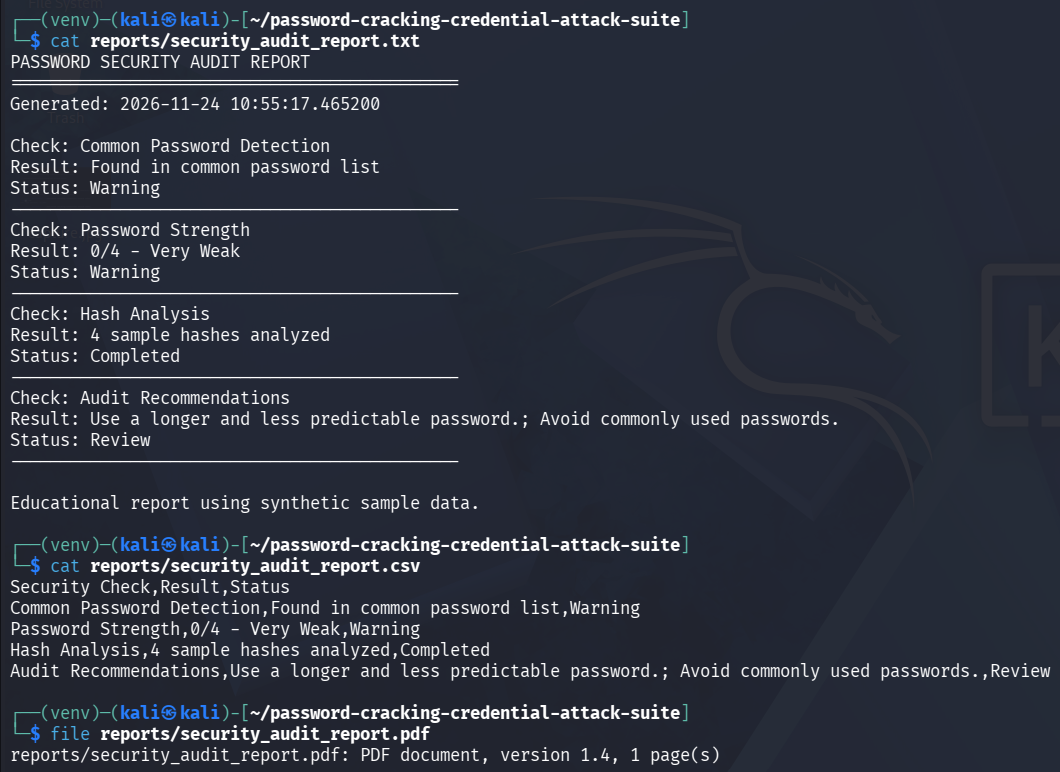 ┌──(venv)─(kali㉿kali)-[~/password-cracking-credential-attack-suite]
└─$ cat reports/security_audit_report.txt
PASSWORD SECURITY AUDIT REPORT
=============================================
Generated: 2026-11-24 10:55:17.465200

Check: Common Password Detection
Result: Found in common password list
Status: Warning
---------------------------------------------
Check: Password Strength
Result: 0/4 - Very Weak
Status: Warning
---------------------------------------------
Check: Hash Analysis
Result: 4 sample hashes analyzed
Status: Completed
---------------------------------------------
Check: Audit Recommendations
Result: Use a longer and less predictable password.; Avoid commonly used passwords.
Status: Review
---------------------------------------------

Educational report using synthetic sample data.

┌──(venv)─(kali㉿kali)-[~/password-cracking-credential-attack-suite]
└─$ cat reports/security_audit_report.csv
Security Check,Result,Status
Common Password Detection,Found in common password list,Warning
Password Strength,0/4 - Very Weak,Warning
Hash Analysis,4 sample hashes analyzed,Completed
Audit Recommendations,Use a longer and less predictable password.; Avoid commonly used passwords.,Review

┌──(venv)─(kali㉿kali)-[~/password-cracking-credential-attack-suite]
└─$ file reports/security_audit_report.pdf
reports/security_audit_report.pdf: PDF document, version 1.4, 1 page(s)
File System
Trash
K